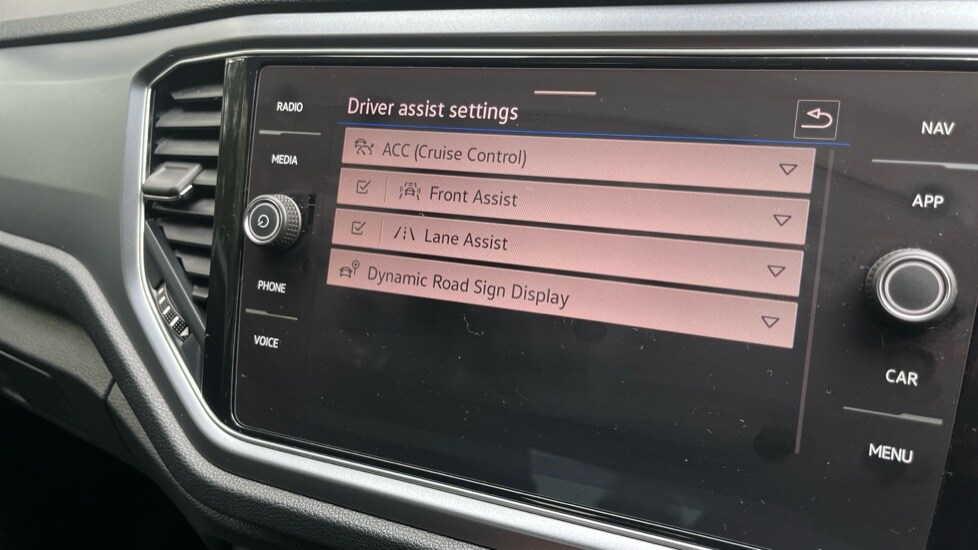 RADIO
MEDIA
PHONE
VOICE
Driver assist settings
ACC (Cruise Control)
Front Assist
Lane Assist
Dynamic Road Sign Display
NAV
APP
CAR
MENU